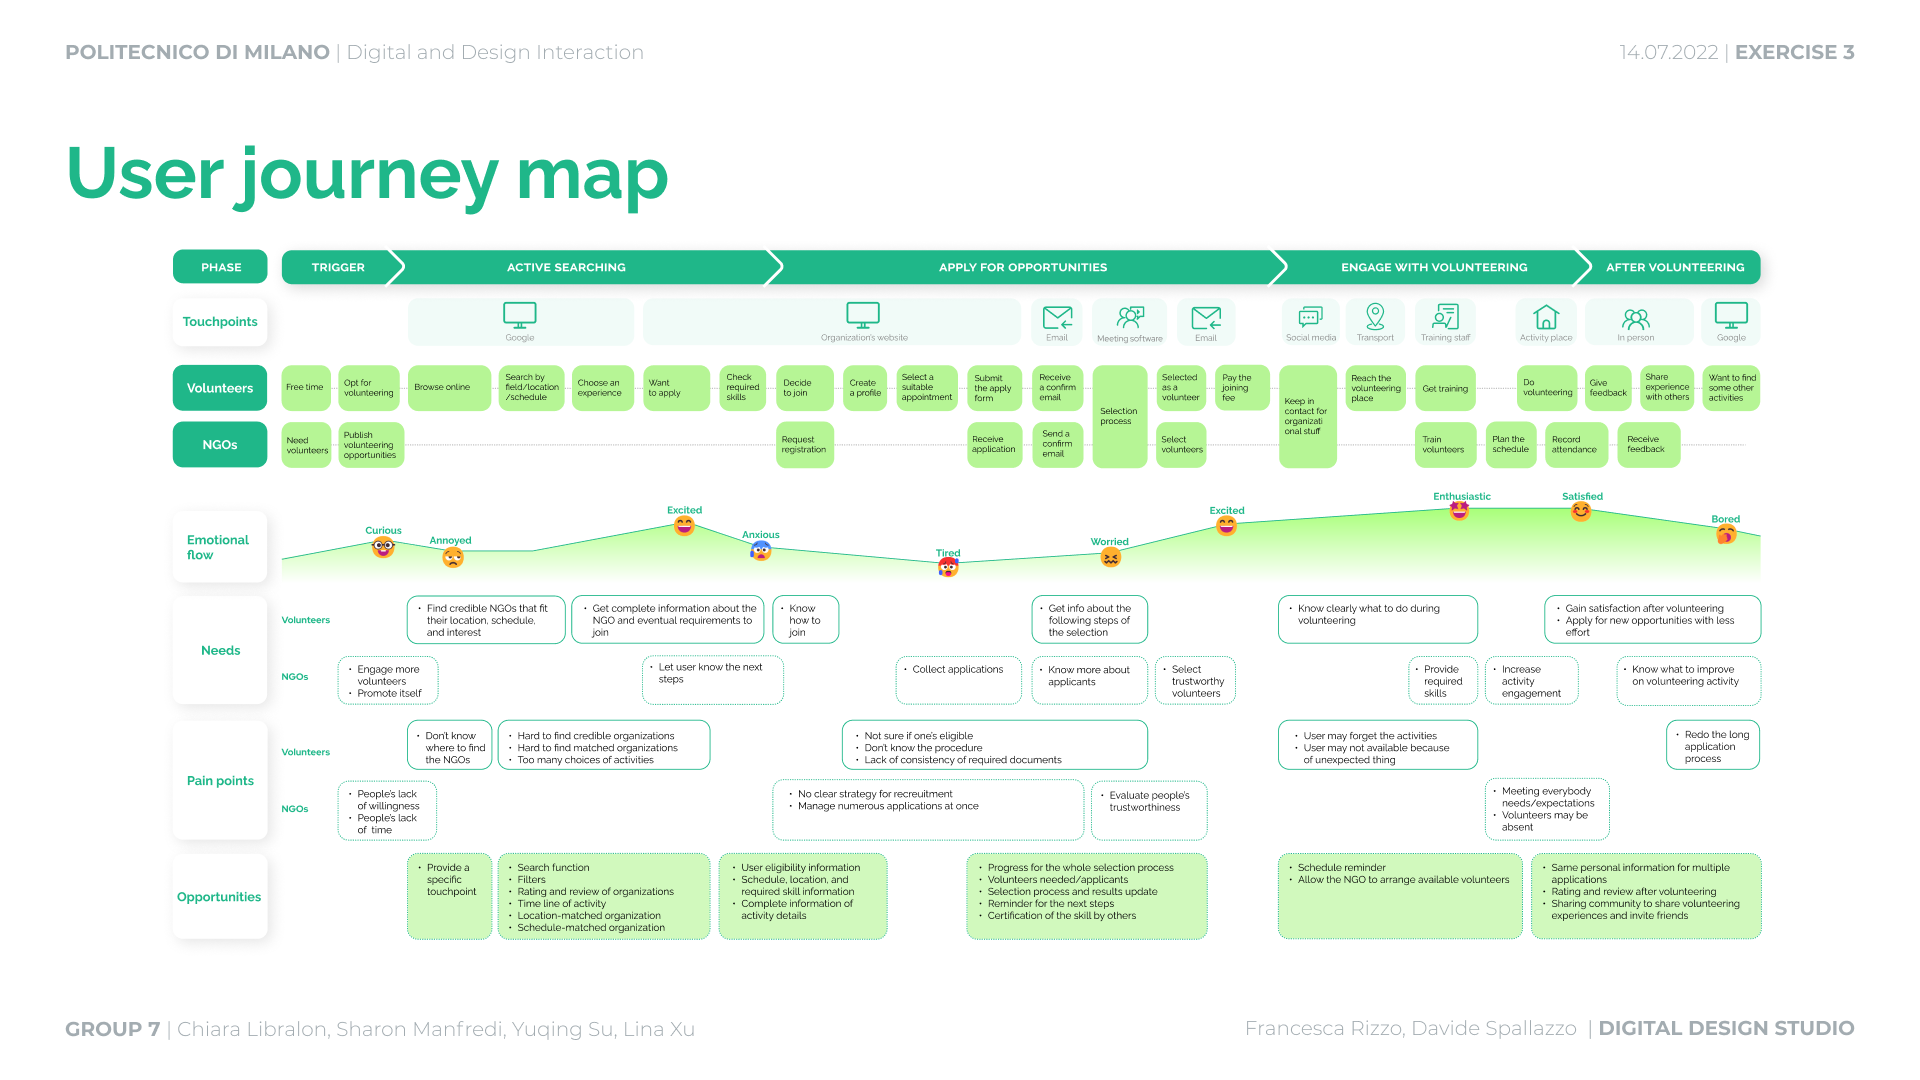 POLITECNICO DI MILANO | Digital and Design Interaction
14.07.2022 | EXERCISE 3
User journey map
PHASE
TRIGGER
ACTIVE SEARCHING
APPLY FOR OPPORTUNITIES
ENGAGE WITH VOLUNTEERING
AFTER VOLUNTEERING
Touchpoints
Google
Organization's website
Email
Meeting software
Email
Social media
Transport
Training staff
Activity place
In person
Google
Volunteers
Free time
Opt for
volunteering
Browse online
Search by
field/location
/schedule
Choose an
experience
Want
to apply
Check
required
skills
Decide
to join
Create
a profile
Select a
suitable
appointment
Submit
the apply
form
Receive
a confirm
email
Selection
process
Selected
as a
volunteer
Pay the
joining
fee
Keep in
contact for
organizati
onal stuff
Reach the
volunteering
place
Get training
Do
volunteering
Give
feedback
Share
experience
with others
Want to find
some other
activities
NGOs
Need
volunteers
Publish
volunteering
opportunities
Request
registration
Receive
application
Send a
confirm
email
Select
volunteers
Train
volunteers
Plan the
schedule
Record
attendance
Receive
feedback
Emotional
flow
Curious
Annoyed
Excited
Anxious
Tired
Worried
Excited
Enthusiastic
Satisfied
Bored
Needs
Volunteers
• Find credible NGOs that fit
their location, schedule,
and interest
• Get complete information about the
NGO and eventual requirements to
join
• Know
how to
join
• Get info about the
following steps of
the selection
• Know clearly what to do during
volunteering
• Gain satisfaction after volunteering
• Apply for new opportunities with less
effort
NGOs
• Engage more
volunteers
• Promote itself
• Let user know the next
steps
• Collect applications
• Know more about
applicants
• Select
trustworthy
volunteers
• Provide
required
skills
• Increase
activity
engagement
• Know what to improve
on volunteering activity
Pain points
Volunteers
• Don't know
where to find
the NGOs
• Hard to find credible organizations
• Hard to find matched organizations
• Too many choices of activities
• Not sure if one's eligible
• Don't know the procedure
• Lack of consistency of required documents
• User may forget the activities
• User may not available because
of unexpected thing
• Redo the long
application
process
NGOs
• People's lack
of willingness
• People's lack
of time
• No clear strategy for recreuitment
• Manage numerous applications at once
• Evaluate people's
trustworthiness
• Meeting everybody
needs/expectations
• Volunteers may be
absent
Opportunities
• Provide a
specific
touchpoint
• Search function
• Filters
• Rating and review of organizations
• Time line of activity
• Location-matched organization
• Schedule-matched organization
• User eligibility information
• Schedule, location, and
required skill information
• Complete information of
activity details
• Progress for the whole selection process
• Volunteers needed/applicants
• Selection process and results update
• Reminder for the next steps
• Certification of the skill by others
• Schedule reminder
• Allow the NGO to arrange available volunteers
• Same personal information for multiple
applications
• Rating and review after volunteering
• Sharing community to share volunteering
experiences and invite friends
GROUP 7 | Chiara Libralon, Sharon Manfredi, Yuqing Su, Lina Xu
Francesca Rizzo, Davide Spallazzo | DIGITAL DESIGN STUDIO